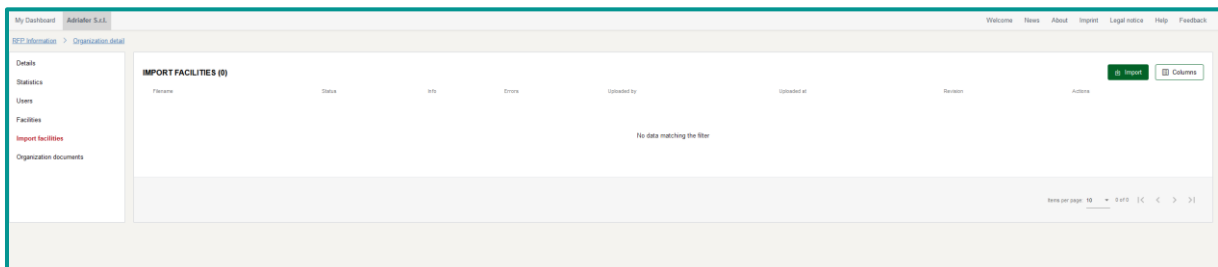 My Dashboard Adriafer S.r.l. Welcome News About Imprint Legal notice Help Feedback
RFP Information > Organization detail
Details
Statistics
Users
Facilities
Import facilities
Organization documents
IMPORT FACILITIES (0)
Import Columns
Filename Status Info Errors Uploaded by Uploaded at Revision Actions
No data matching the filter
Items per page 10 0 of 0